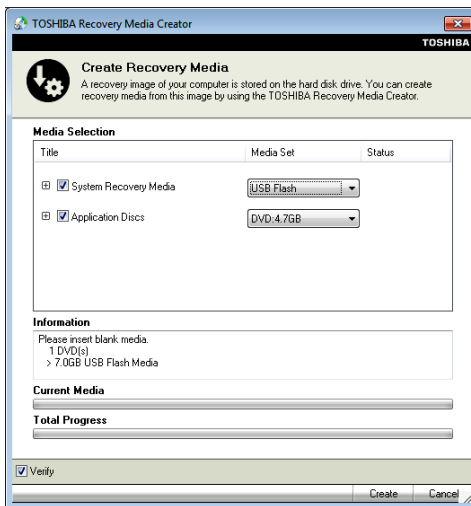 TOSHIBA Recovery Media Creator
TOSHIBA
Create Recovery Media
A recovery image of your computer is stored on the hard disk drive. You can create
recovery media from this image by using the TOSHIBA Recovery Media Creator.
Media Selection
Title Media Set Status
System Recovery Media USB Flash
Application Discs DVD:4.7GB
Information
Please insert blank media.
1 DVD(s)
> 7.0GB USB Flash Media
Current Media
Total Progress
Verify
Create Cancel